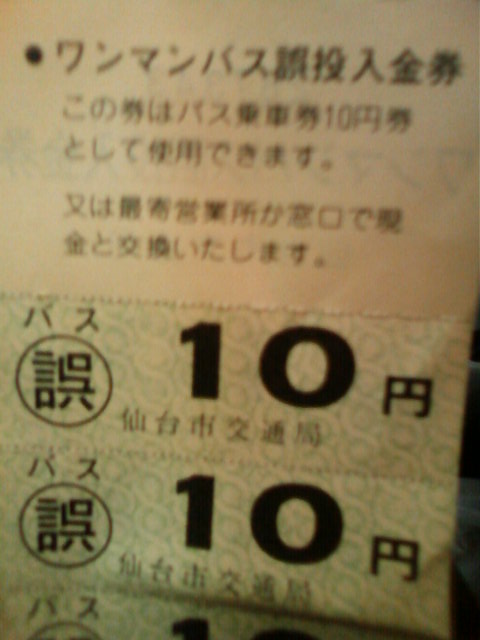 ●ワンマンバス誤投入金券
この券はバス乗車券10円券
として使用できます。
又は最寄営業所か窓口で現
金と交換いたします。
バス
誤
10円
仙台市交通局
バス
誤
10円
仙台市交通局
バス
10